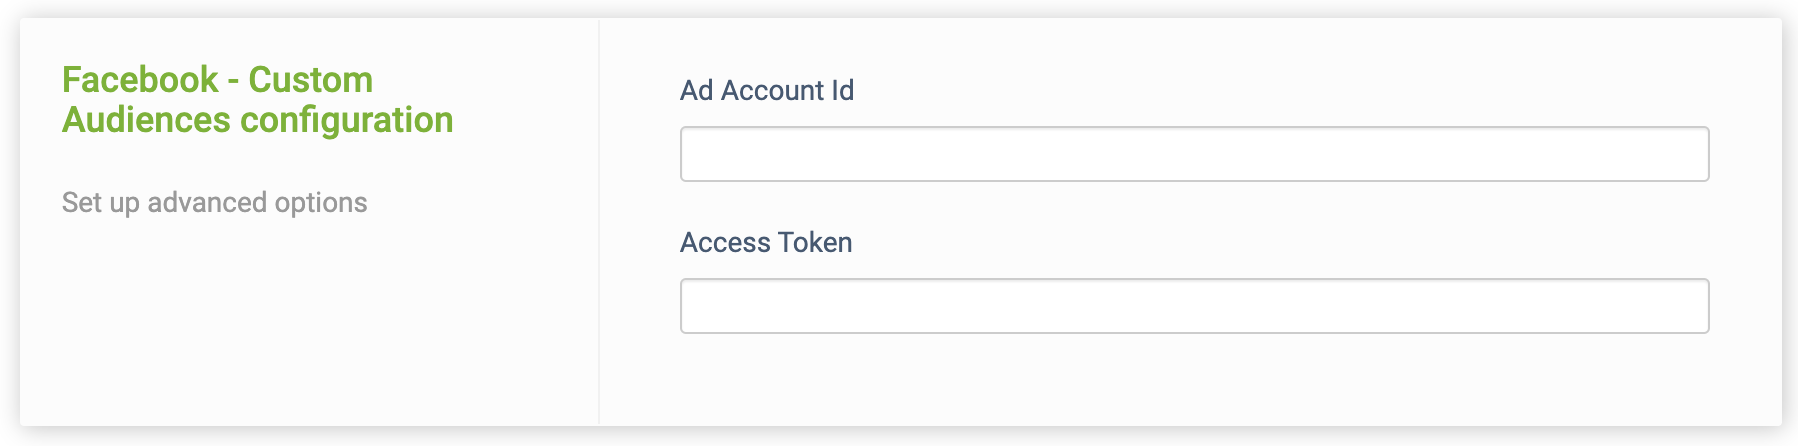 Facebook - Custom
Audiences configuration
Set up advanced options
Ad Account Id
Access Token